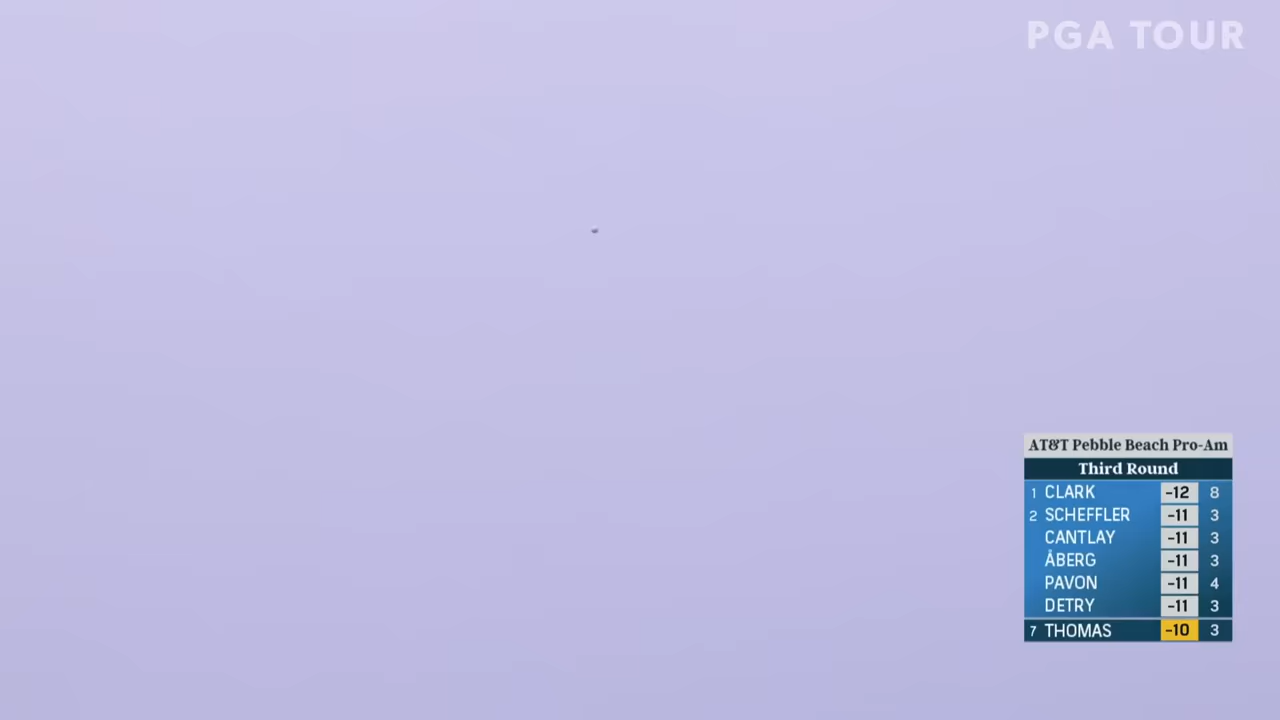 PGA TOUR
AT&T Pebble Beach Pro-Am
Third Round
1 CLARK -12 8
2 SCHEFFLER -11 3
CANTLAY -11 3
ÅBERG -11 3
PAVON -11 4
DETRY -11 3
7 THOMAS -10 3